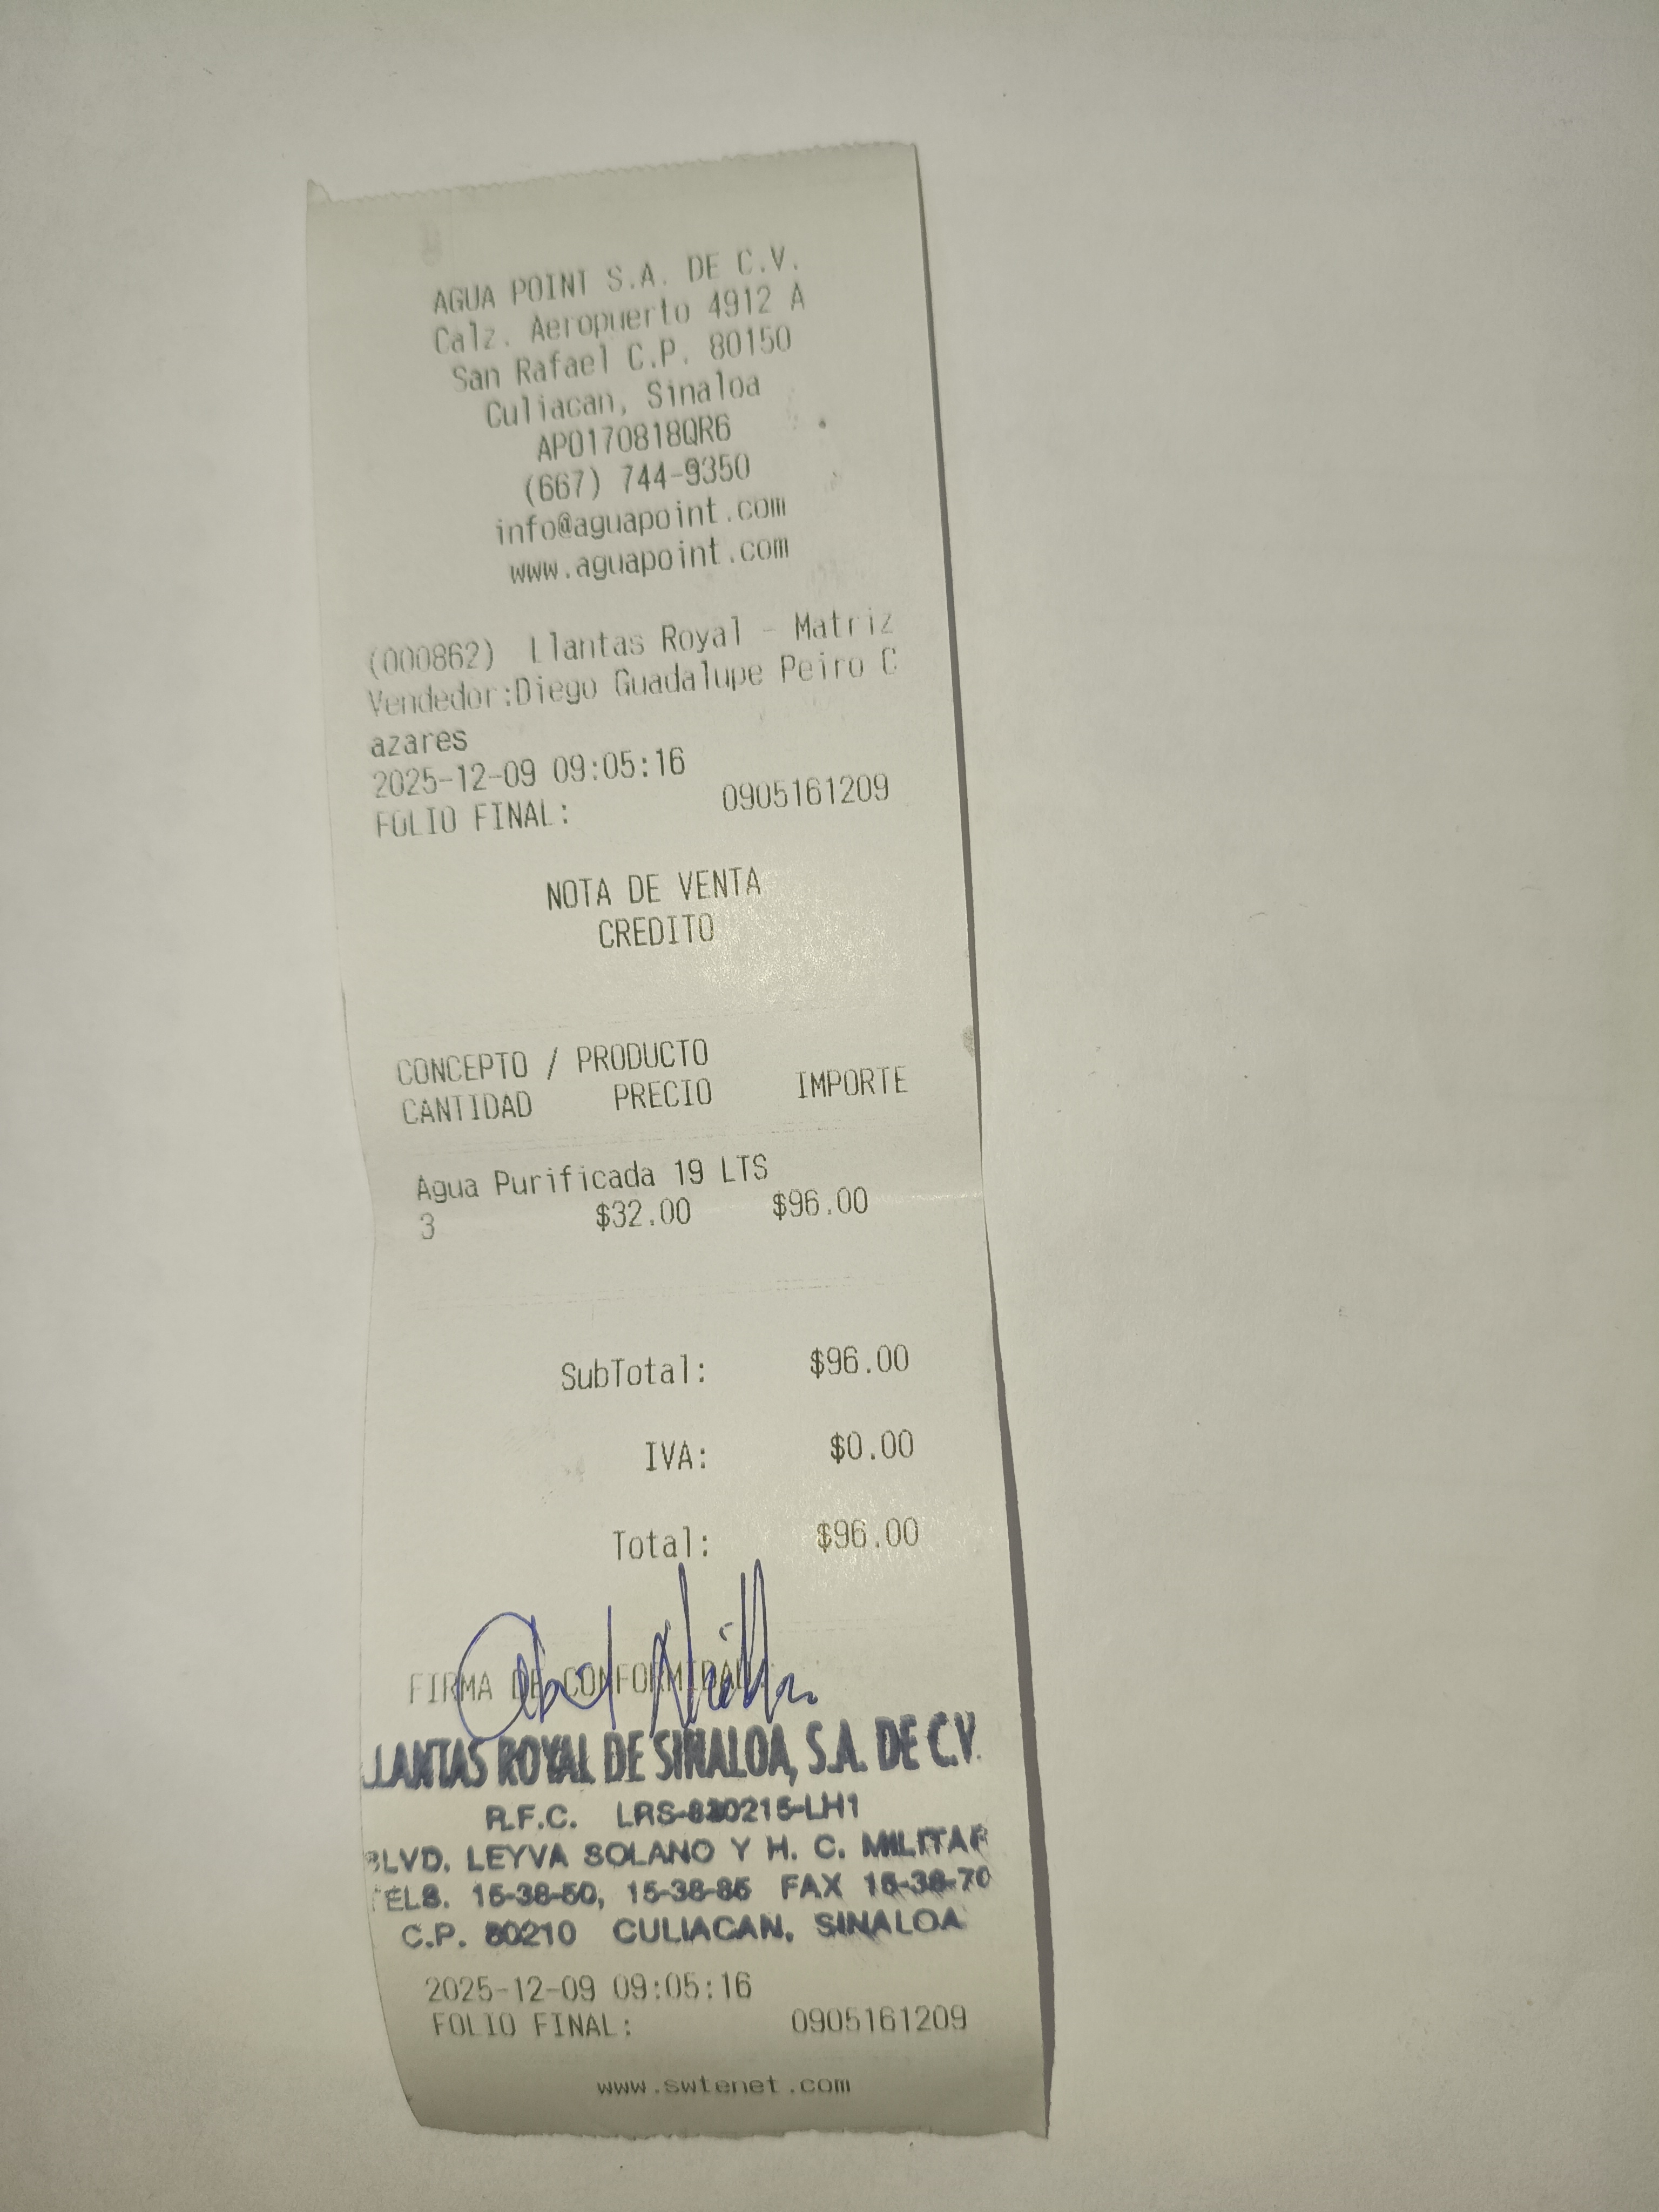 AGUA POINT S.A. DE C.V.
Calz. Aeropuerto 4912 A
San Rafael C.P. 80150
Culiacan, Sinaloa
APO170818QR6
(667) 744-9350
info@aguapoint.com
www.aguapoint.com
(000862) Llantas Royal - Matriz
Vendedor:Diego Guadalupe Peiro C
azares
2025-12-09 09:05:16
FOLIO FINAL: 0905161209
NOTA DE VENTA
CREDITO
CONCEPTO / PRODUCTO
CANTIDAD PRECIO IMPORTE
Agua Purificada 19 LTS
3 $32.00 $96.00
SubTotal: $96.00
IVA: $0.00
Total: $96.00
FIRMA DE CONFORMIDAD
LLANTAS ROYAL DE SINALOA, S.A. DE C.V.
R.F.C.
BLVD. LEYVA SOLANO Y H. C. MILITAR
TELS. 15-38-50, 15-38-85 FAX 15-38-70
C.P. 80210 CULIACAN, SINALOA
2025-12-09 09:05:16
FOLIO FINAL: 0905161209
www.swtenet.com